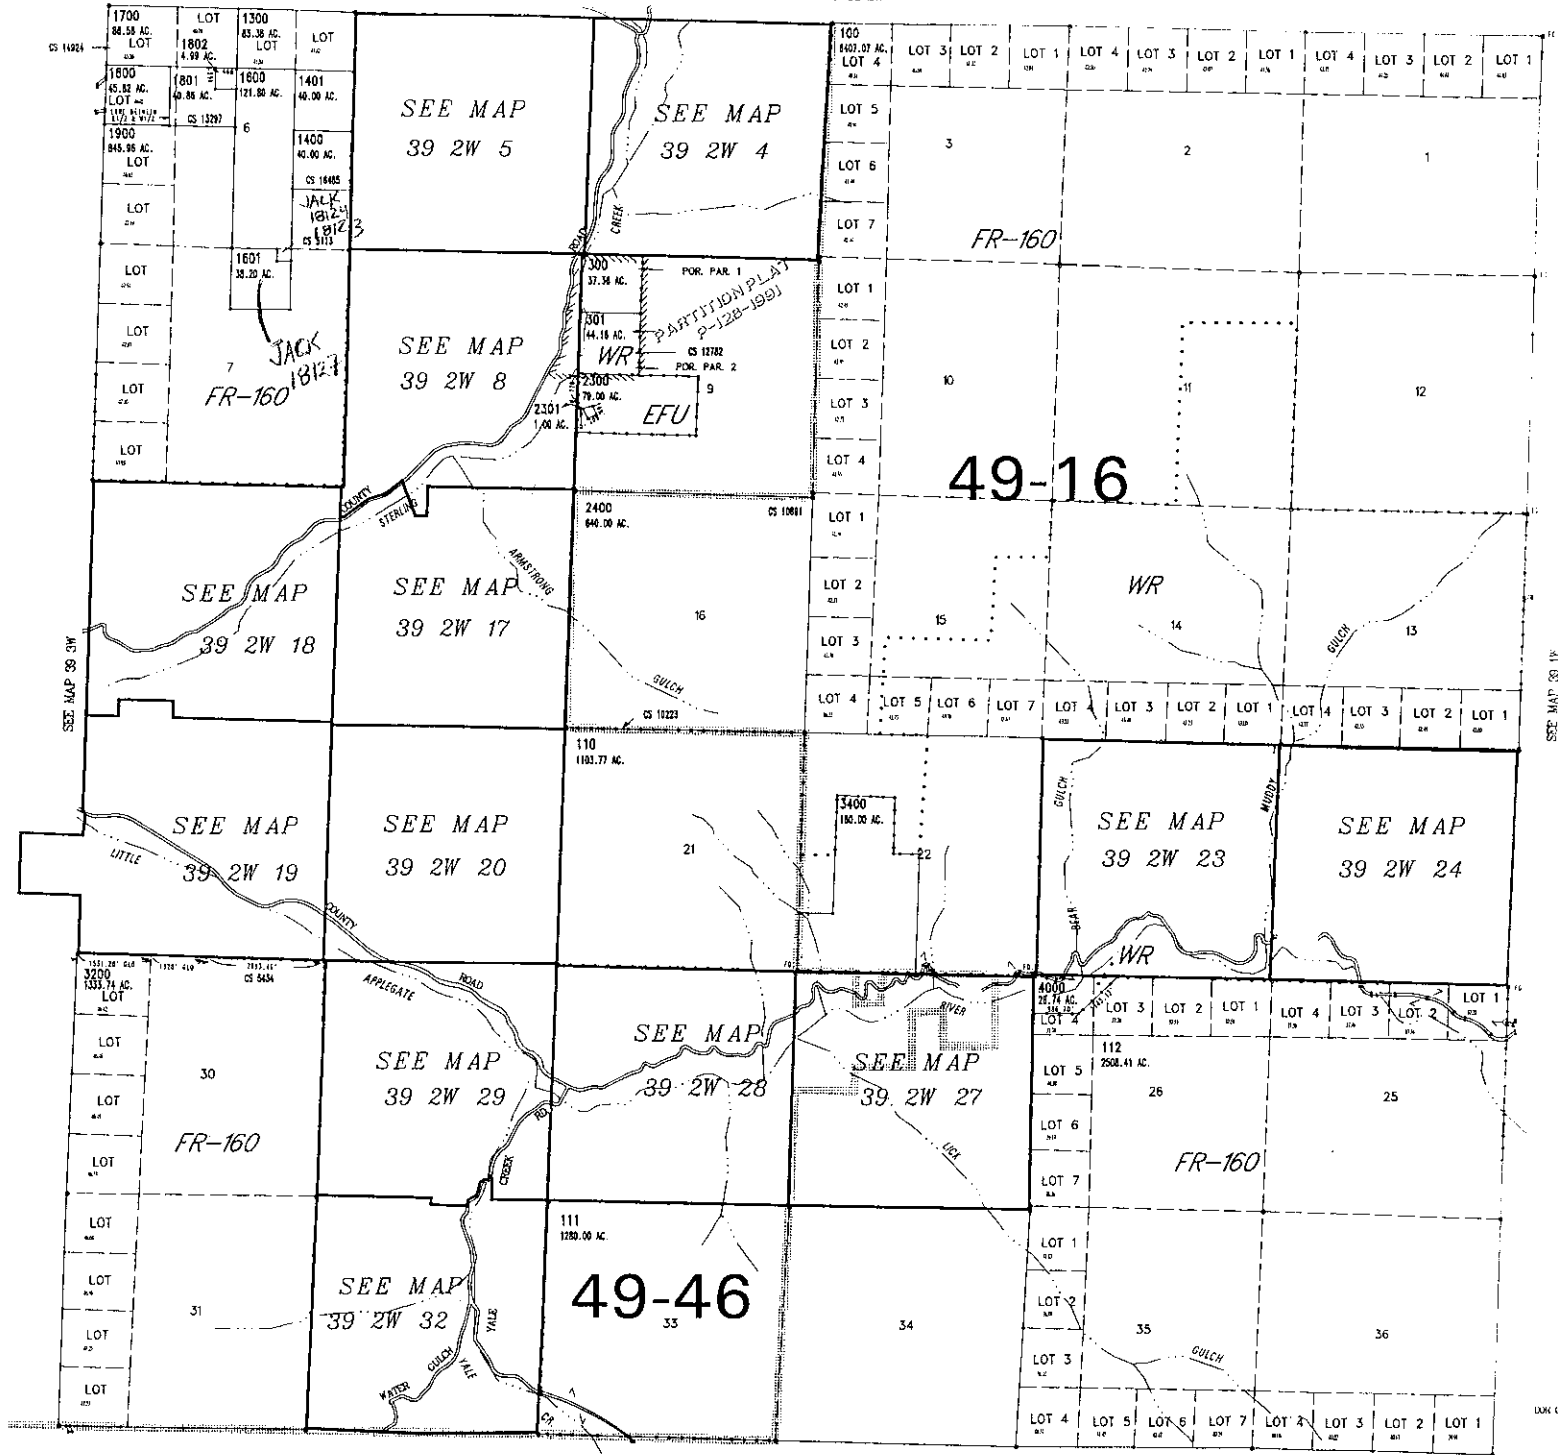 1700
88.58 AC.
LOT
LOT
1802
4.99 AC.
1300
83.38 AC.
LOT
LOT
CS 14924
1800
45.82 AC.
LOT
1801
40.86 AC.
1600
121.80 AC.
1401
40.00 AC.
CS 13297
6
1900
845.96 AC.
LOT
1400
40.00 AC.
CS 16405
LOT
JACK
18124
18123
CS 5113
1601
38.20 AC.
LOT
LOT
LOT
LOT
7
JACK
18127
FR-160
SEE MAP
39 2W 5
SEE MAP
39 2W 4
ROAD
CREEK
100
LOT 4
LOT 3
LOT 2
LOT 1
LOT 4
LOT 3
LOT 2
LOT 1
LOT 4
LOT 3
LOT 2
LOT 1
LOT 5
LOT 6
LOT 7
3
2
1
FR-160
SEE MAP
39 2W 8
300
37.36 AC.
POR. PAR. 1
PARTITION PLAT
P-128-1991
301
44.16 AC.
WR
CS 12782
POR. PAR. 2
2300
79.00 AC.
9
2301
1.00 AC.
EFU
LOT 1
LOT 2
LOT 3
LOT 4
10
11
12
49-16
COUNTY
STERLING
SEE MAP
39 2W 18
SEE MAP
39 2W 17
ARMSTRONG
GULCH
2400
640.00 AC.
CS 10681
16
CS 10223
LOT 1
LOT 2
LOT 3
15
WR
14
GULCH
13
LOT 4
LOT 5
LOT 6
LOT 7
LOT 4
LOT 3
LOT 2
LOT 1
LOT 4
LOT 3
LOT 2
LOT 1
SEE MAP 39 3W
SEE MAP 39 1W
SEE MAP
39 2W 19
LITTLE
SEE MAP
39 2W 20
COUNTY
110
1103.77 AC.
21
3400
160.00 AC.
22
GULCH
BEAR
SEE MAP
39 2W 23
MUDDY
SEE MAP
39 2W 24
WR
3200
1333.74 AC.
LOT
CS 5454
APPLEGATE
ROAD
RIVER
4000
26.74 AC.
LOT 4
LOT 3
LOT 2
LOT 1
LOT 4
LOT 3
LOT 2
LOT 1
LOT
LOT
LOT
30
FR-160
SEE MAP
39 2W 29
SEE MAP
39 2W 28
SEE MAP
39 2W 27
CREEK
RD.
LICK
112
2508.41 AC.
LOT 5
LOT 6
LOT 7
26
25
FR-160
LOT
LOT
LOT
LOT
31
SEE MAP
39 2W 32
YALE
WATER
GULCH
YALE
CR.
111
1280.00 AC.
49-46
33
34
LOT 1
LOT 2
LOT 3
35
GULCH
36
LOT 4
LOT 5
LOT 6
LOT 7
LOT 4
LOT 3
LOT 2
LOT 1